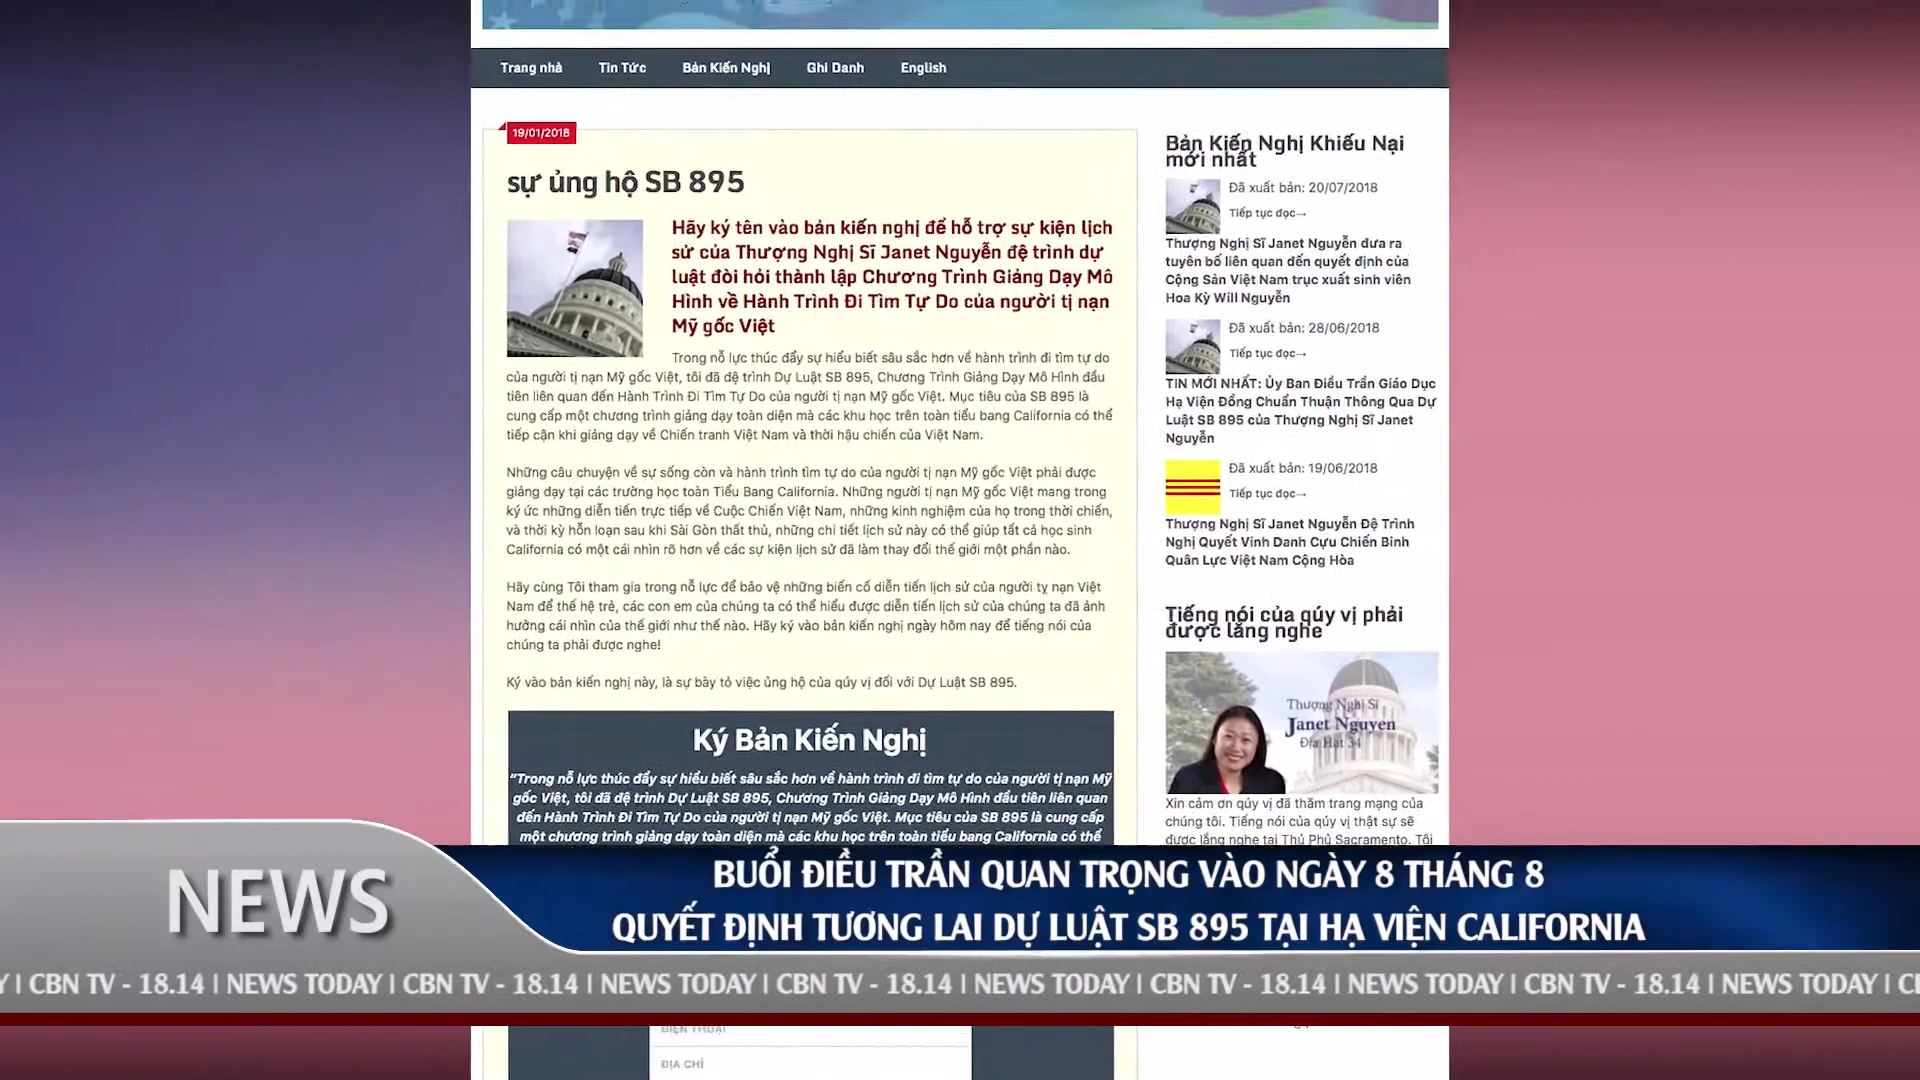 Trang nhà Tin Tức Bản Kiến Nghị Ghi Danh English
19/01/2018
sự ủng hộ SB 895
Hãy ký tên vào bản kiến nghị để hỗ trợ sự kiện lịch
sử của Thượng Nghị Sĩ Janet Nguyễn đệ trình dự
luật đòi hỏi thành lập Chương Trình Giảng Dạy Mô
Hình về Hành Trình Đi Tìm Tự Do của người tị nạn
Mỹ gốc Việt
Trong nỗ lực thúc đẩy sự hiểu biết sâu sắc hơn về hành trình đi tìm tự do
của người tị nạn Mỹ gốc Việt, tôi đã đệ trình Dự Luật SB 895, Chương Trình Giảng Dạy Mô Hình đầu
tiên liên quan đến Hành Trình Đi Tìm Tự Do của người tị nạn Mỹ gốc Việt. Mục tiêu của SB 895 là
cung cấp một chương trình giảng dạy toàn diện mà các khu học trên toàn tiểu bang California có thể
tiếp cận khi giảng dạy về Chiến tranh Việt Nam và thời hậu chiến của Việt Nam.
Những câu chuyện về sự sống còn và hành trình tìm tự do của người tị nạn Mỹ gốc Việt phải được
giảng dạy tại các trường học toàn Tiểu Bang California. Những người tị nạn Mỹ gốc Việt mang trong
ký ức những diễn tiến trực tiếp về Cuộc Chiến Việt Nam, những kinh nghiệm của họ trong thời chiến,
và thời kỳ hỗn loạn sau khi Sài Gòn thất thủ, những chi tiết lịch sử này có thể giúp tất cả học sinh
California có một cái nhìn rõ hơn về các sự kiện lịch sử đã làm thay đổi thế giới một phần nào.
Hãy cùng Tôi tham gia trong nỗ lực để bảo vệ những biến cố diễn tiến lịch sử của người tỵ nạn Việt
Nam để thế hệ trẻ, các con em của chúng ta có thể hiểu được diễn tiến lịch sử của chúng ta đã ảnh
hưởng cái nhìn của thế giới như thế nào. Hãy ký vào bản kiến nghị ngày hôm nay để tiếng nói của
chúng ta phải được nghe!
Ký vào bản kiến nghị này, là sự bày tỏ việc ủng hộ của qúy vị đối với Dự Luật SB 895.
Ký Bản Kiến Nghị
“Trong nỗ lực thúc đẩy sự hiểu biết sâu sắc hơn về hành trình đi tìm tự do của người tị nạn Mỹ
gốc Việt, tôi đã đệ trình Dự Luật SB 895, Chương Trình Giảng Dạy Mô Hình đầu tiên liên quan
đến Hành Trình Đi Tìm Tự Do của người tị nạn Mỹ gốc Việt. Mục tiêu của SB 895 là cung cấp
một chương trình giảng dạy toàn diện mà các khu học trên toàn tiểu bang California có thể
ĐIỆN THOẠI
ĐỊA CHỈ
Bản Kiến Nghị Khiếu Nại
mới nhất
Đã xuất bản: 20/07/2018
Tiếp tục đọc→
Thượng Nghị Sĩ Janet Nguyễn đưa ra
tuyên bố liên quan đến quyết định của
Cộng Sản Việt Nam trục xuất sinh viên
Hoa Kỳ Will Nguyễn
Đã xuất bản: 28/06/2018
Tiếp tục đọc→
TIN MỚI NHẤT: Ủy Ban Điều Trần Giáo Dục
Hạ Viện Đồng Chuẩn Thuận Thông Qua Dự
Luật SB 895 của Thượng Nghị Sĩ Janet
Nguyễn
Đã xuất bản: 19/06/2018
Tiếp tục đọc→
Thượng Nghị Sĩ Janet Nguyễn Đệ Trình
Nghị Quyết Vinh Danh Cựu Chiến Binh
Quân Lực Việt Nam Cộng Hòa
Tiếng nói của qúy vị phải
được lắng nghe
Thượng Nghị Sĩ
Janet Nguyen
Địa Hạt 34
Xin cảm ơn qúy vị đã thăm trang mạng của
chúng tôi. Tiếng nói của qúy vị thật sự sẽ
được lắng nghe tại Thủ Phủ Sacramento. Tôi
NEWS
BUỔI ĐIỀU TRẦN QUAN TRỌNG VÀO NGÀY 8 THÁNG 8
QUYẾT ĐỊNH TƯƠNG LAI DỰ LUẬT SB 895 TẠI HẠ VIỆN CALIFORNIA
Y | CBN TV - 18.14 | NEWS TODAY | CBN TV - 18.14 | NEWS TODAY | CBN TV - 18.14 | NEWS TODAY | CBN TV - 18.14 | NEWS TODAY | CBN TV - 18.14 | NEWS TODAY | C